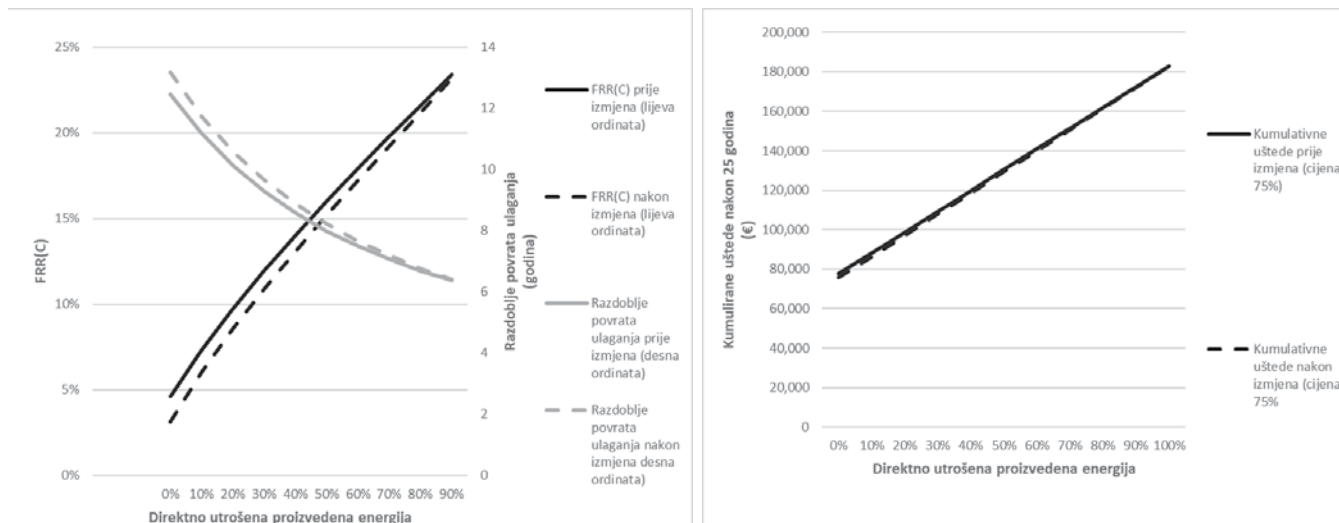 25%
20%
15%
10%
5%
0%
FRR(C)
14
12
10
8
6
4
2
0
Razdoblje povrata ulaganja
(godina)
0% 10% 20% 30% 40% 50% 60% 70% 80% 90%
Direktno utrošena proizvedena energija
FRR(C) prije
izmjena (lijeva
ordinata)
FRR(C) nakon
izmjena (lijeva
ordinata)
Razdoblje
povrata
ulaganja prije
izmjena (desna
ordinata)
Razdoblje
povrata
ulaganja nakon
izmjena desna
ordinata)
200,000
180,000
160,000
140,000
120,000
100,000
80,000
60,000
40,000
20,000
0
Kumulirane uštede nakon 25 godina
(€)
0% 10% 20% 30% 40% 50% 60% 70% 80% 90% 100%
Direktno utrošena proizvedena energija
Kumulativne
uštede prije
izmjena (cijena
75%)
Kumulativne
uštede nakon
izmjena (cijena
75%